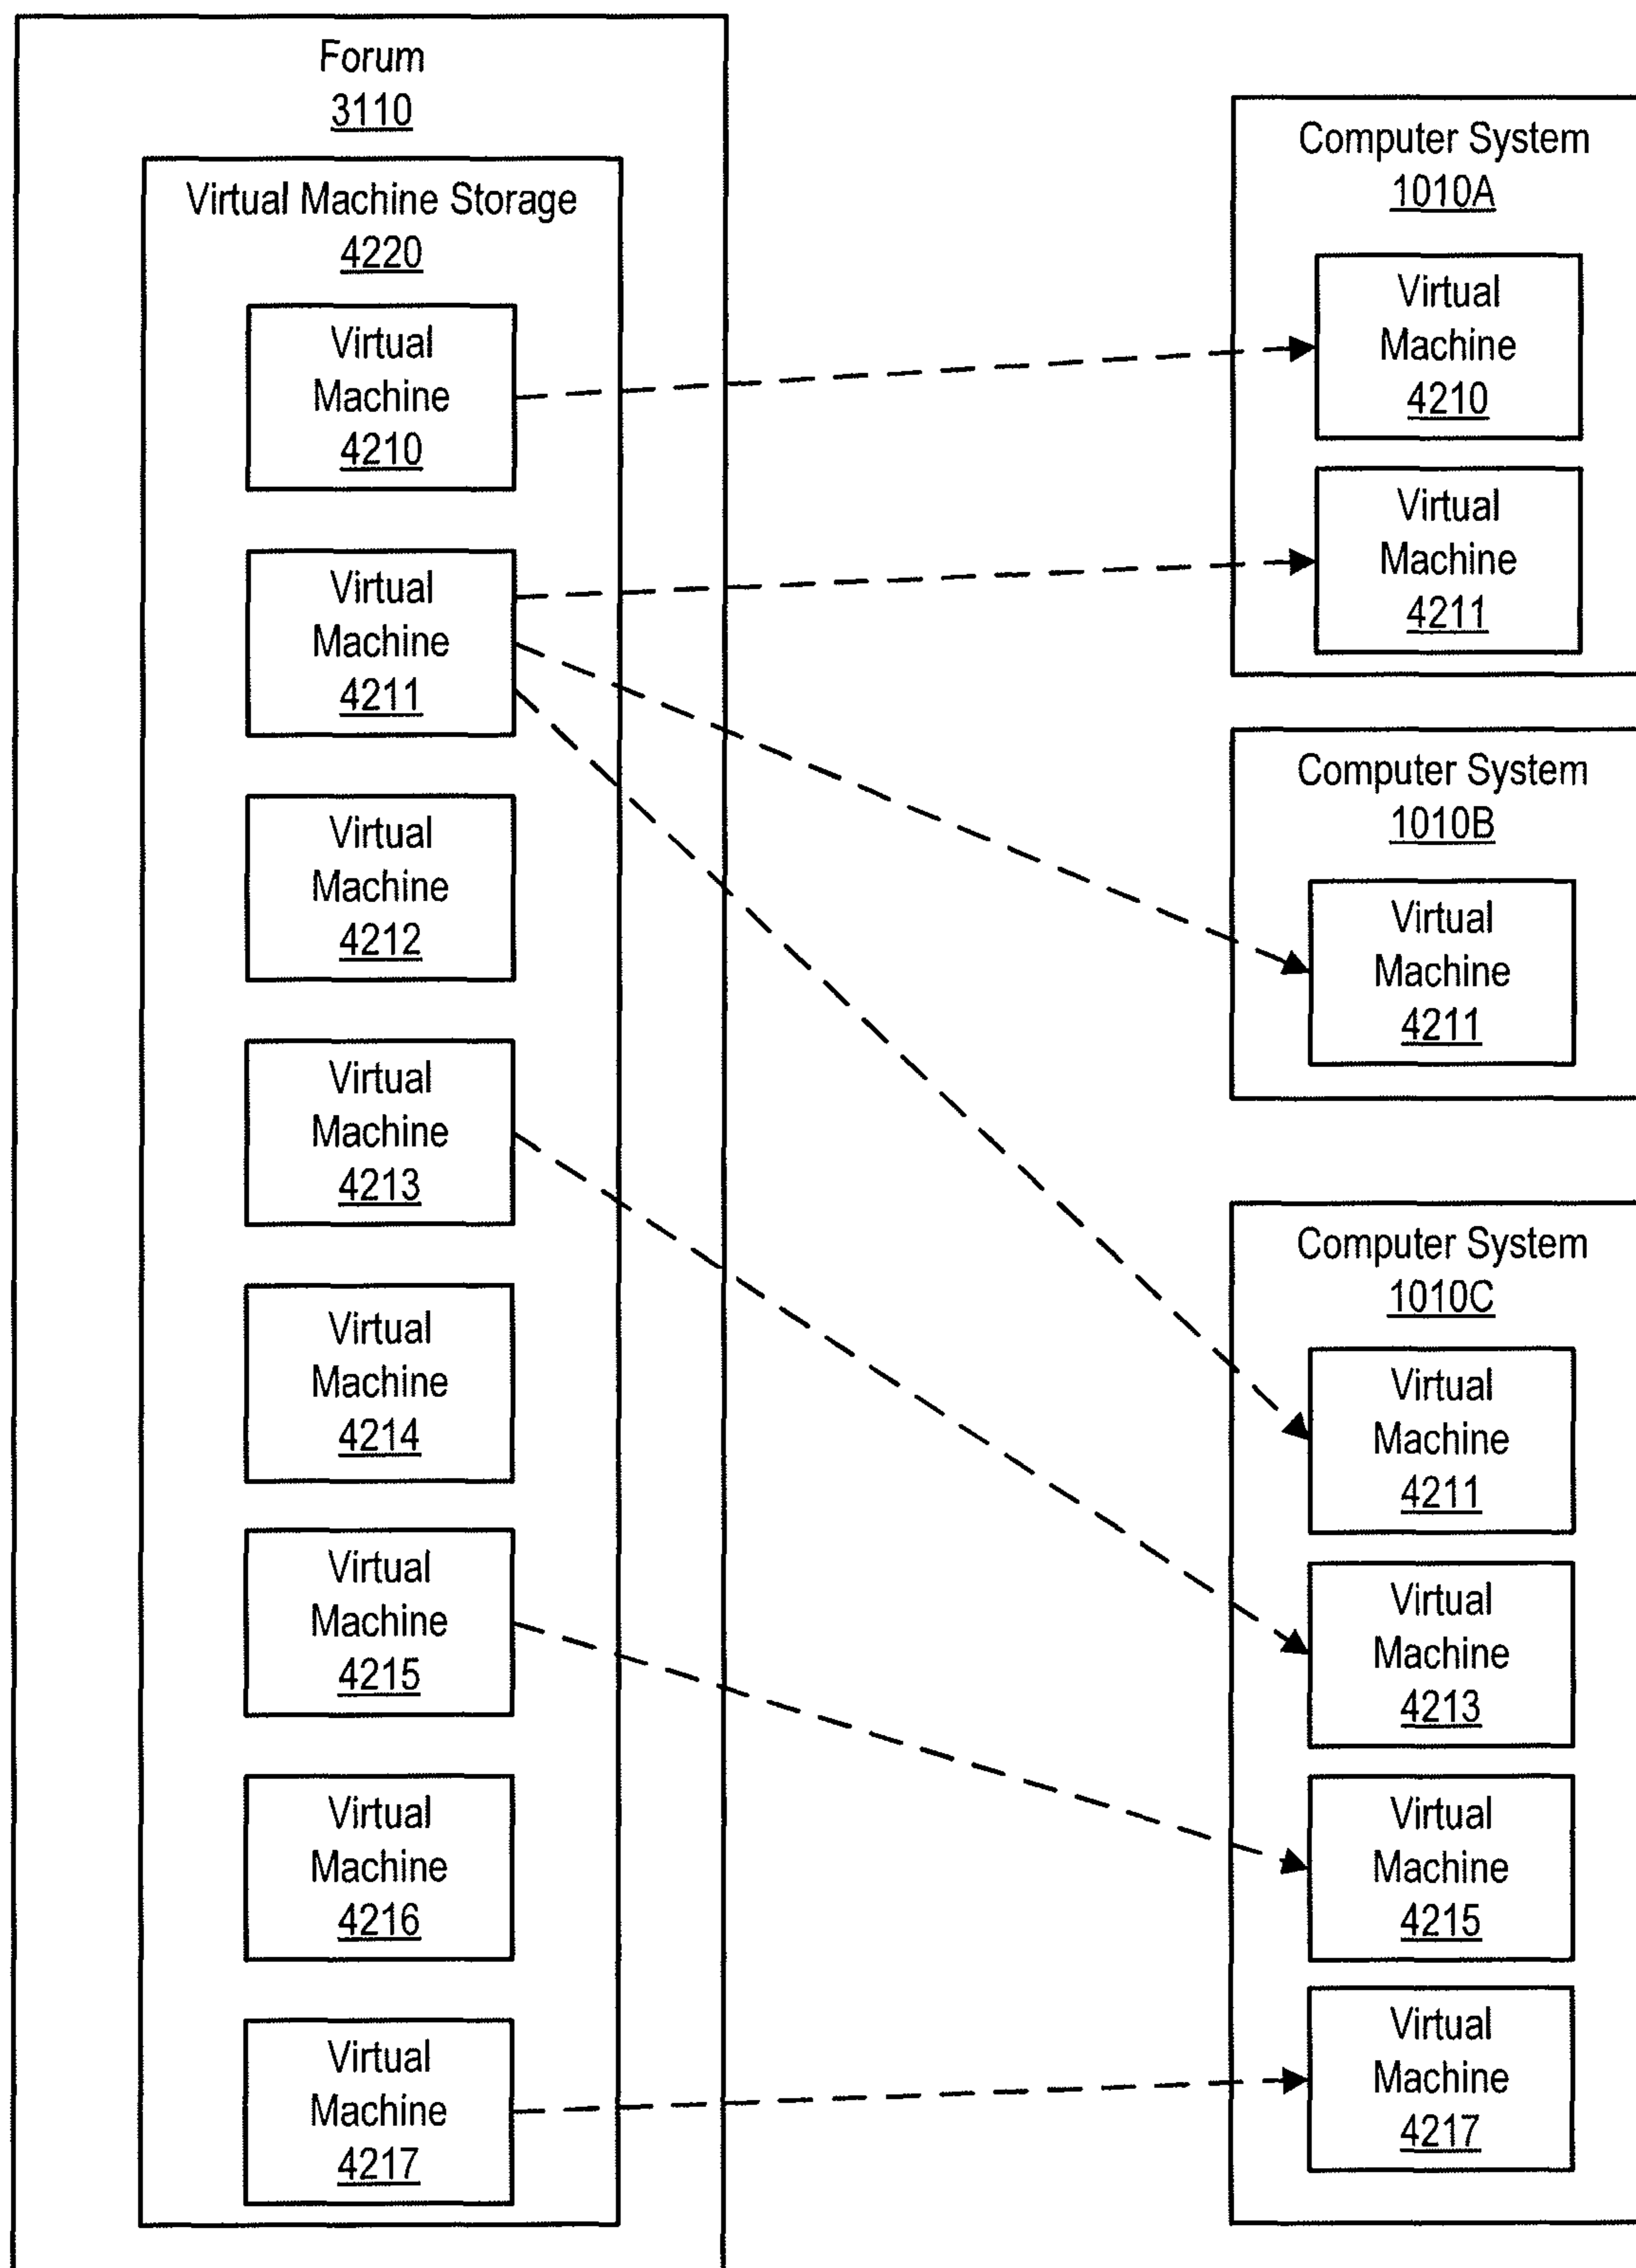 Forum
3110
Virtual Machine Storage
4220
Virtual
Machine
4210
Virtual
Machine
4211
Virtual
Machine
4212
Virtual
Machine
4213
Virtual
Machine
4214
Virtual
Machine
4215
Virtual
Machine
4216
Virtual
Machine
4217
Computer System
1010A
Virtual
Machine
4210
Virtual
Machine
4211
Computer System
1010B
Virtual
Machine
4211
Computer System
1010C
Virtual
Machine
4211
Virtual
Machine
4213
Virtual
Machine
4215
Virtual
Machine
4217